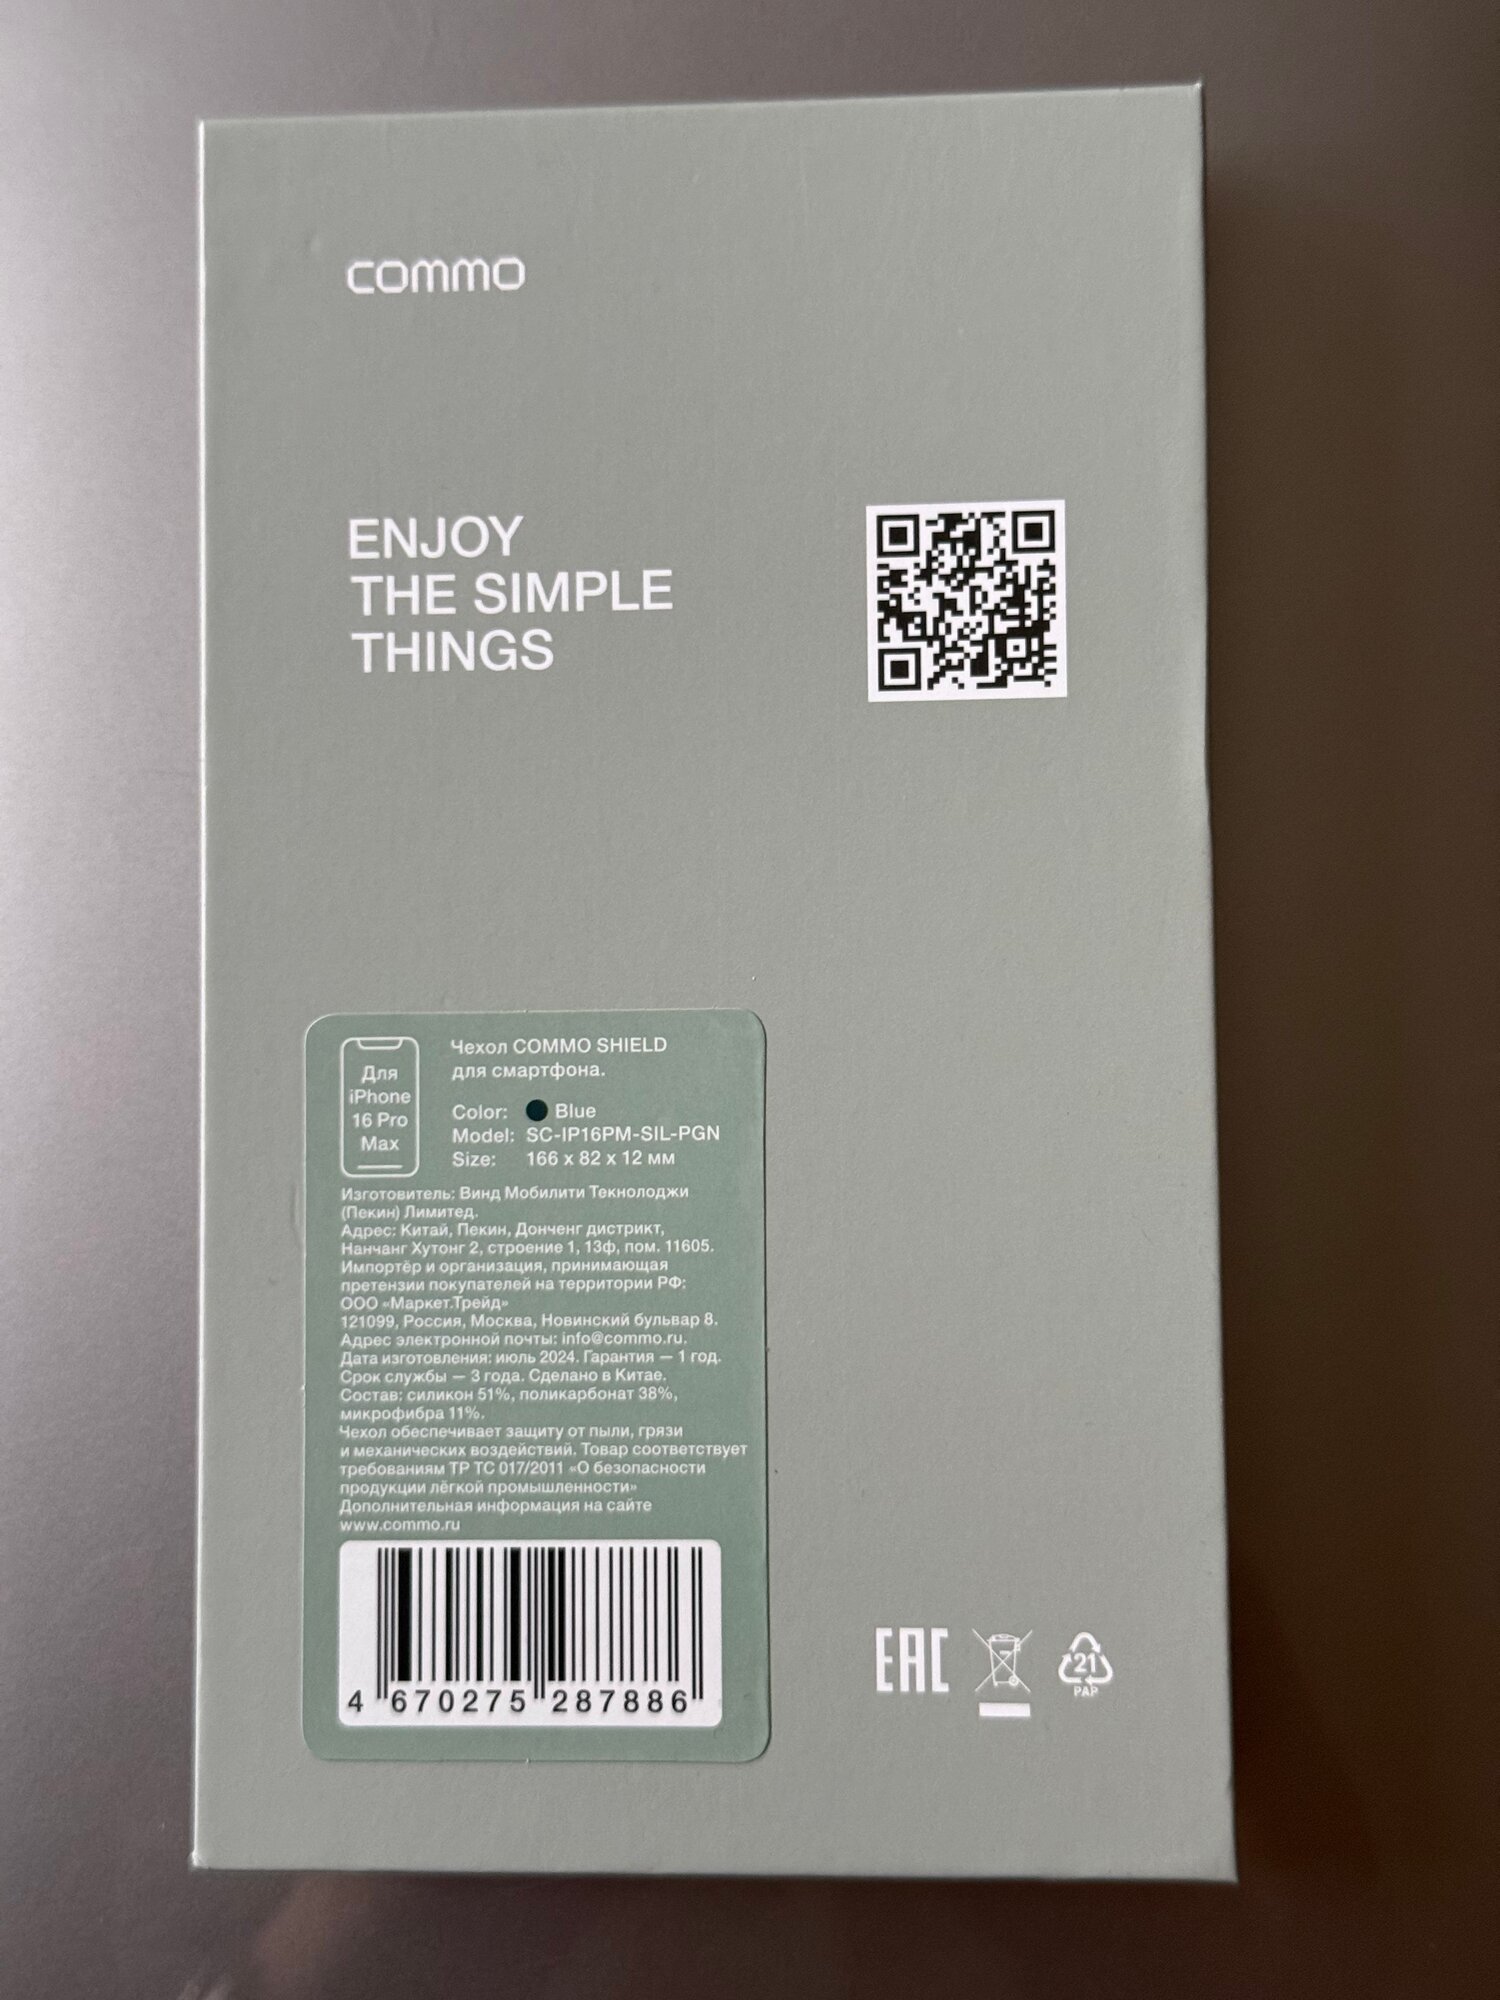 commo
ENJOY
THE SIMPLE
THINGS
Для
iPhone
16 Pro
Max
Чехол COMMO SHIELD
для смартфона.
Color: Blue
Model: SC-IP16PM-SIL-PGN
Size: 166 x 82 x 12 мм
Изготовитель: Винд Мобилити Текнолоджи
(Пекин) Лимитед.
Адрес: Китай, Пекин, Донченг дистрикт,
Нанчанг Хутонг 2, строение 1, 13ф, пом. 11605.
Импортёр и организация, принимающая
претензии покупателей на территории РФ:
ООО «Маркет.Трейд»
121099, Россия, Москва, Новинский бульвар 8.
Адрес электронной почты: info@commo.ru.
Дата изготовления: июль 2024. Гарантия — 1 год.
Срок службы — 3 года. Сделано в Китае.
Состав: силикон 51%, поликарбонат 38%,
микрофибра 11%.
Чехол обеспечивает защиту от пыли, грязи
и механических воздействий. Товар соответствует
требованиям ТР ТС 017/2011 «О безопасности
продукции лёгкой промышленности»
Дополнительная информация на сайте
www.commo.ru
4 670275 287886
EAC
21
PAP